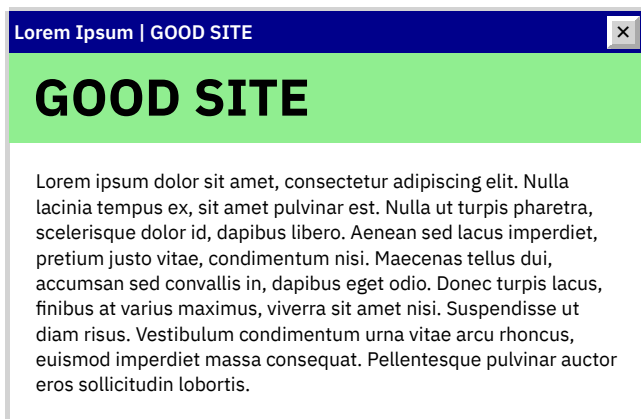 Lorem Ipsum | GOOD SITE
GOOD SITE
Lorem ipsum dolor sit amet, consectetur adipiscing elit. Nulla
lacinia tempus ex, sit amet pulvinar est. Nulla ut turpis pharetra,
scelerisque dolor id, dapibus libero. Aenean sed lacus imperdiet,
pretium justo vitae, condimentum nisi. Maecenas tellus dui,
accumsan sed convallis in, dapibus eget odio. Donec turpis lacus,
finibus at varius maximus, viverra sit amet nisi. Suspendisse ut
diam risus. Vestibulum condimentum urna vitae arcu rhoncus,
euismod imperdiet massa consequat. Pellentesque pulvinar auctor
eros sollicitudin lobortis.